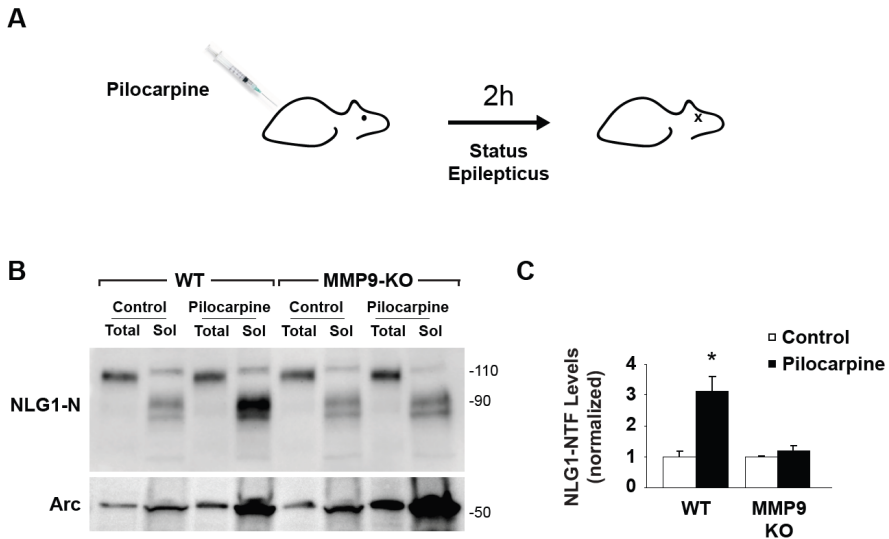 A
Pilocarpine
2h
Status
Epilepticus
x
B
WT MMP9-KO
Control Pilocarpine Control Pilocarpine
Total Sol Total Sol Total Sol Total Sol
NLG1-N
-110
-90
Arc
-50
C
Control
Pilocarpine
NLG1-NTF Levels
(normalized)
4
3
2
1
0
*
WT MMP9
KO